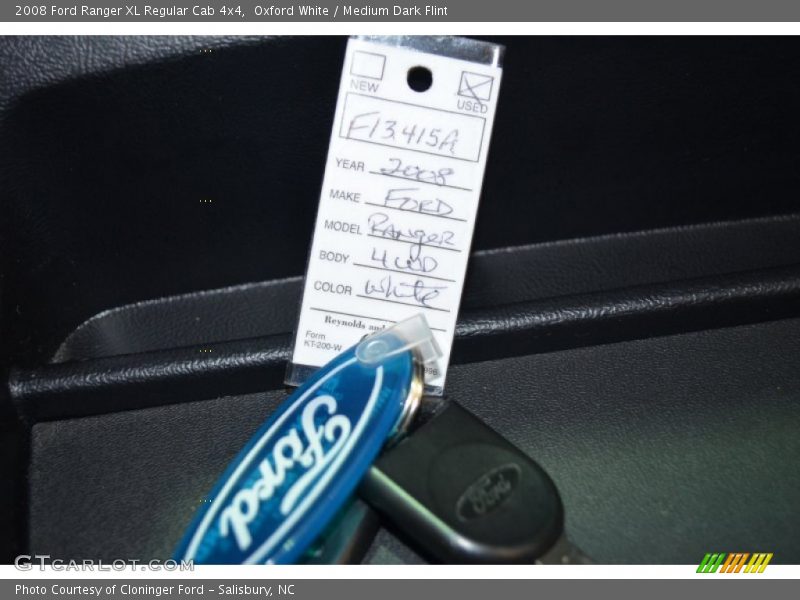 2008 Ford Ranger XL Regular Cab 4x4,  Oxford White / Medium Dark Flint
NEW
USED
F13415A
YEAR 2008
MAKE FORD
MODEL RANGER
BODY 4WD
COLOR White
Reynolds and
Form
KT-200-W
Ford
Ford
GTcarlot.com
Photo Courtesy of Cloninger Ford – Salisbury, NC